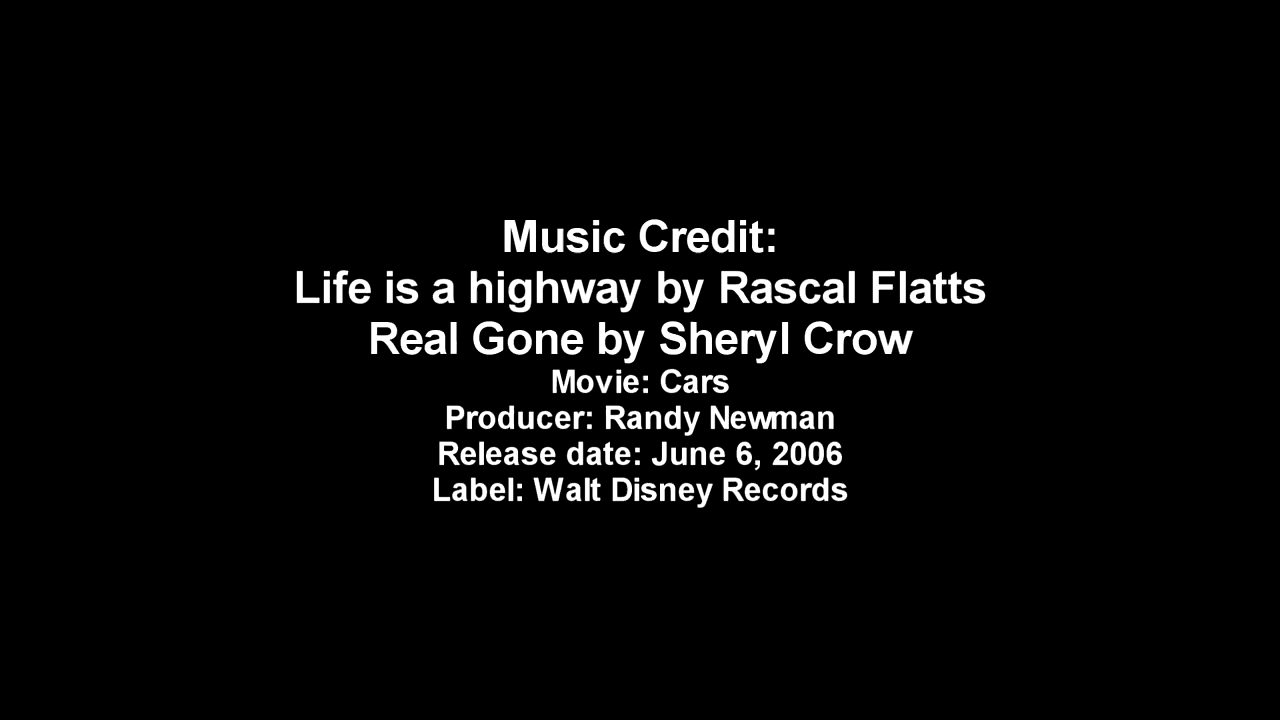 Music Credit:
Life is a highway by Rascal Flatts
Real Gone by Sheryl Crow
Movie: Cars
Producer: Randy Newman
Release date: June 6, 2006
Label: Walt Disney Records